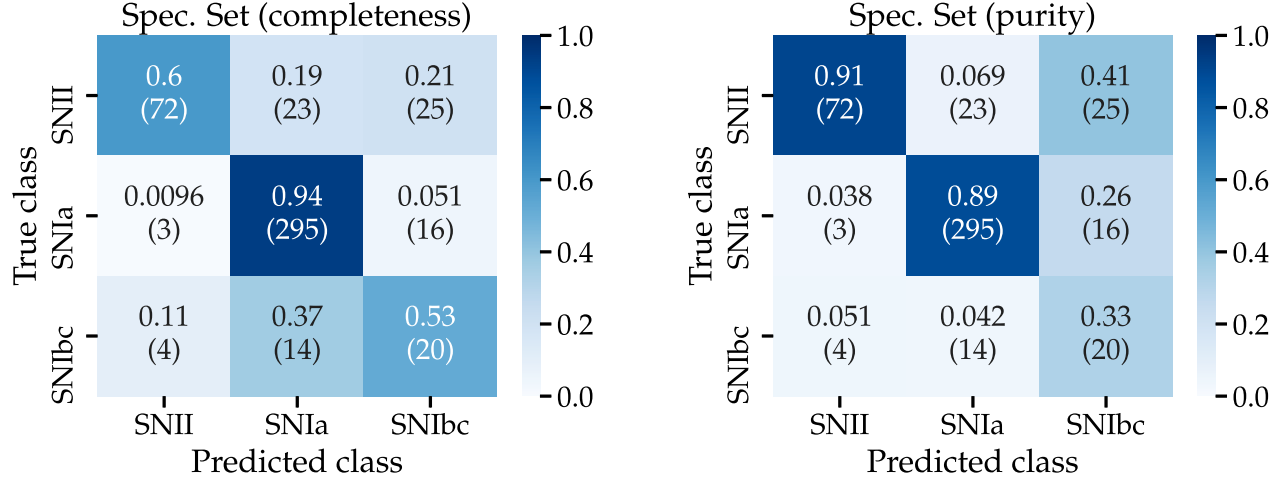 Spec. Set (completeness)
True class
SNII
SNIa
SNIbc
0.6
(72)
0.19
(23)
0.21
(25)
0.0096
(3)
0.94
(295)
0.051
(16)
0.11
(4)
0.37
(14)
0.53
(20)
SNII
SNIa
SNIbc
Predicted class
1.0
0.8
0.6
0.4
0.2
0.0
Spec. Set (purity)
True class
SNII
SNIa
SNIbc
0.91
(72)
0.069
(23)
0.41
(25)
0.038
(3)
0.89
(295)
0.26
(16)
0.051
(4)
0.042
(14)
0.33
(20)
SNII
SNIa
SNIbc
Predicted class
1.0
0.8
0.6
0.4
0.2
0.0